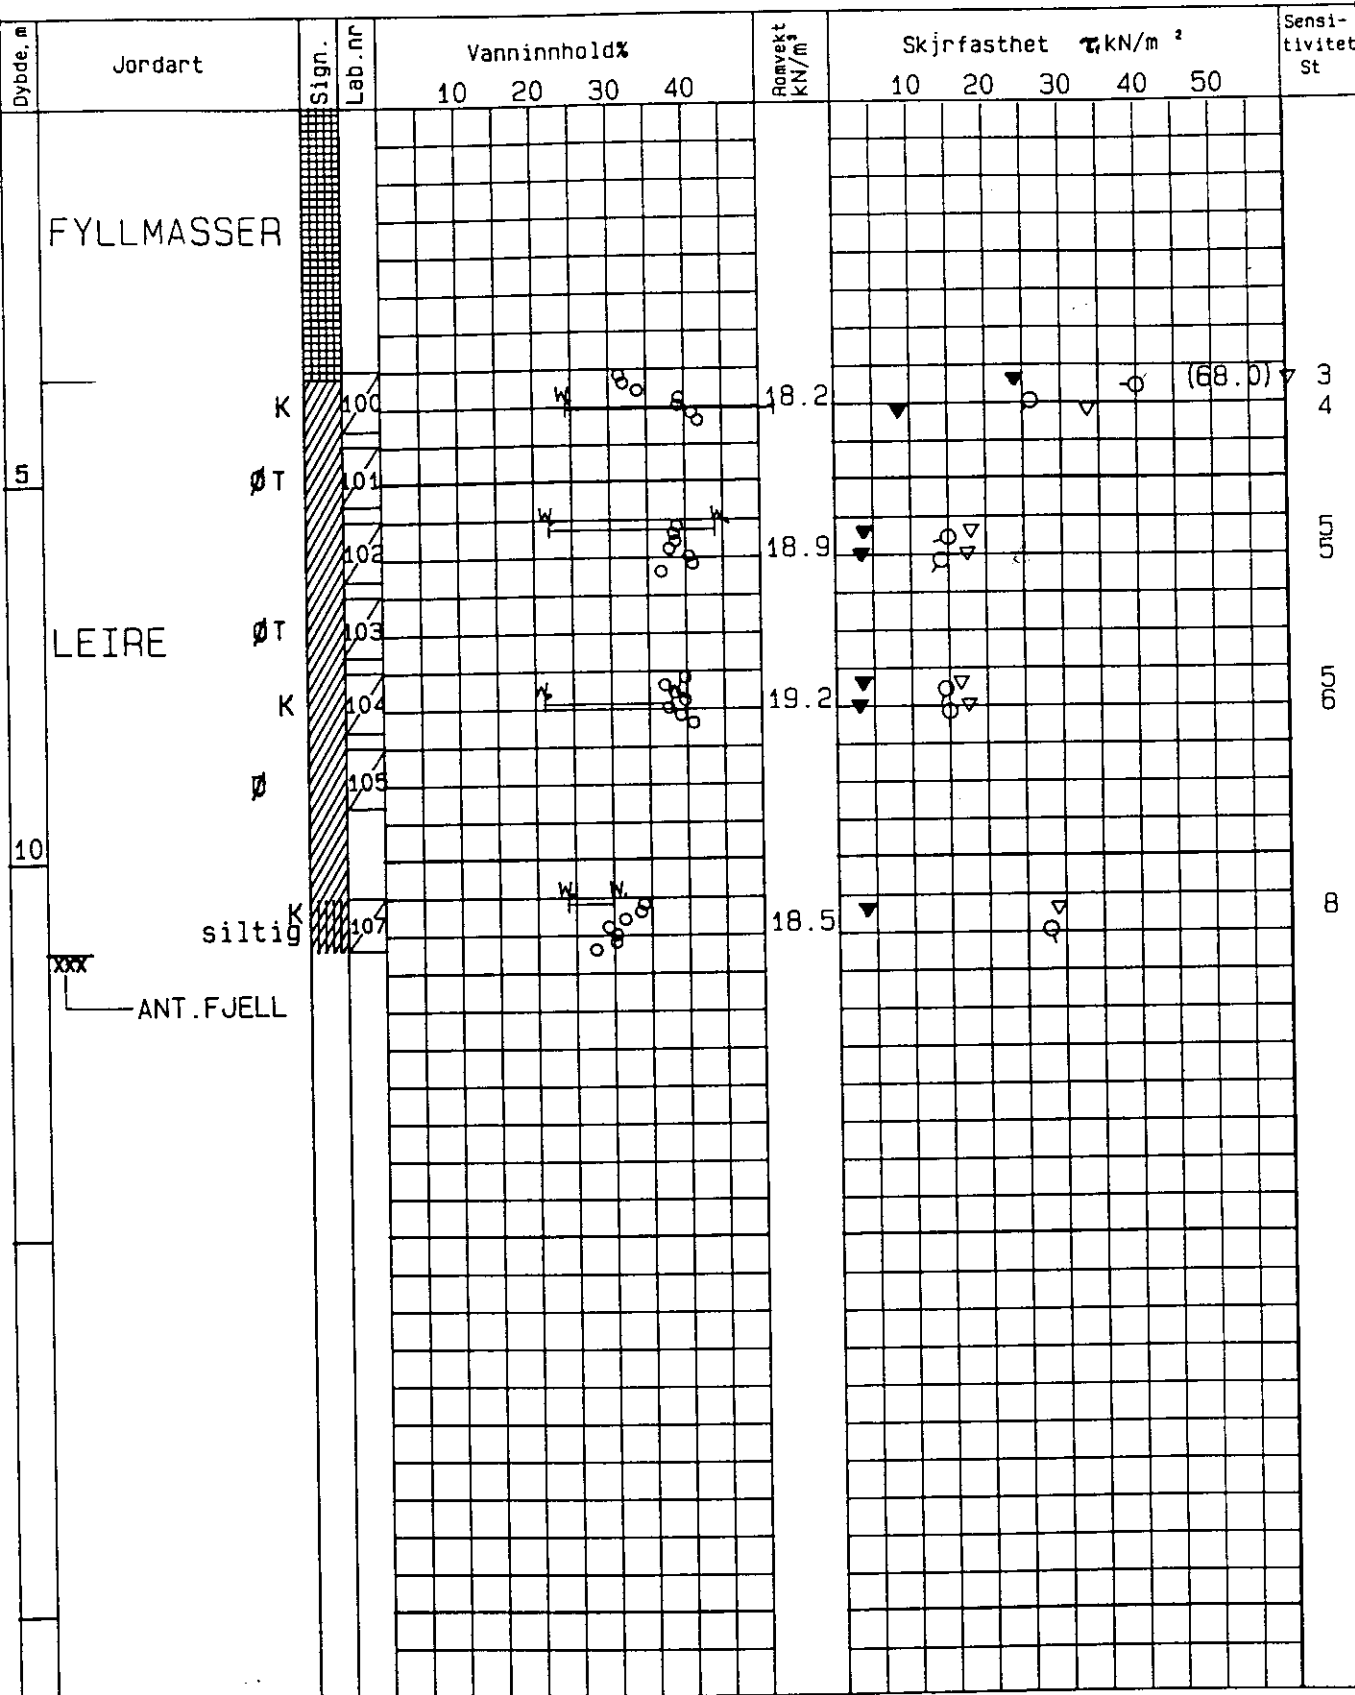 Dybde, m
Jordart
Sign.
Lab.nr
Vanninnhold%
10 20 30 40
Romvekt kN/m³
Skjrfasthet τf kN/m ²
10 20 30 40 50
Sensi-
tivitet
St
FYLLMASSER
K 100 W 18.2 (68.0) 3
4
5
ØT 101
W W
102 18.9 5
5
LEIRE ØT 103
K 104 W 19.2 5
6
Ø 105
10
K W W
siltig 107 18.5 8
XXX
ANT.FJELL